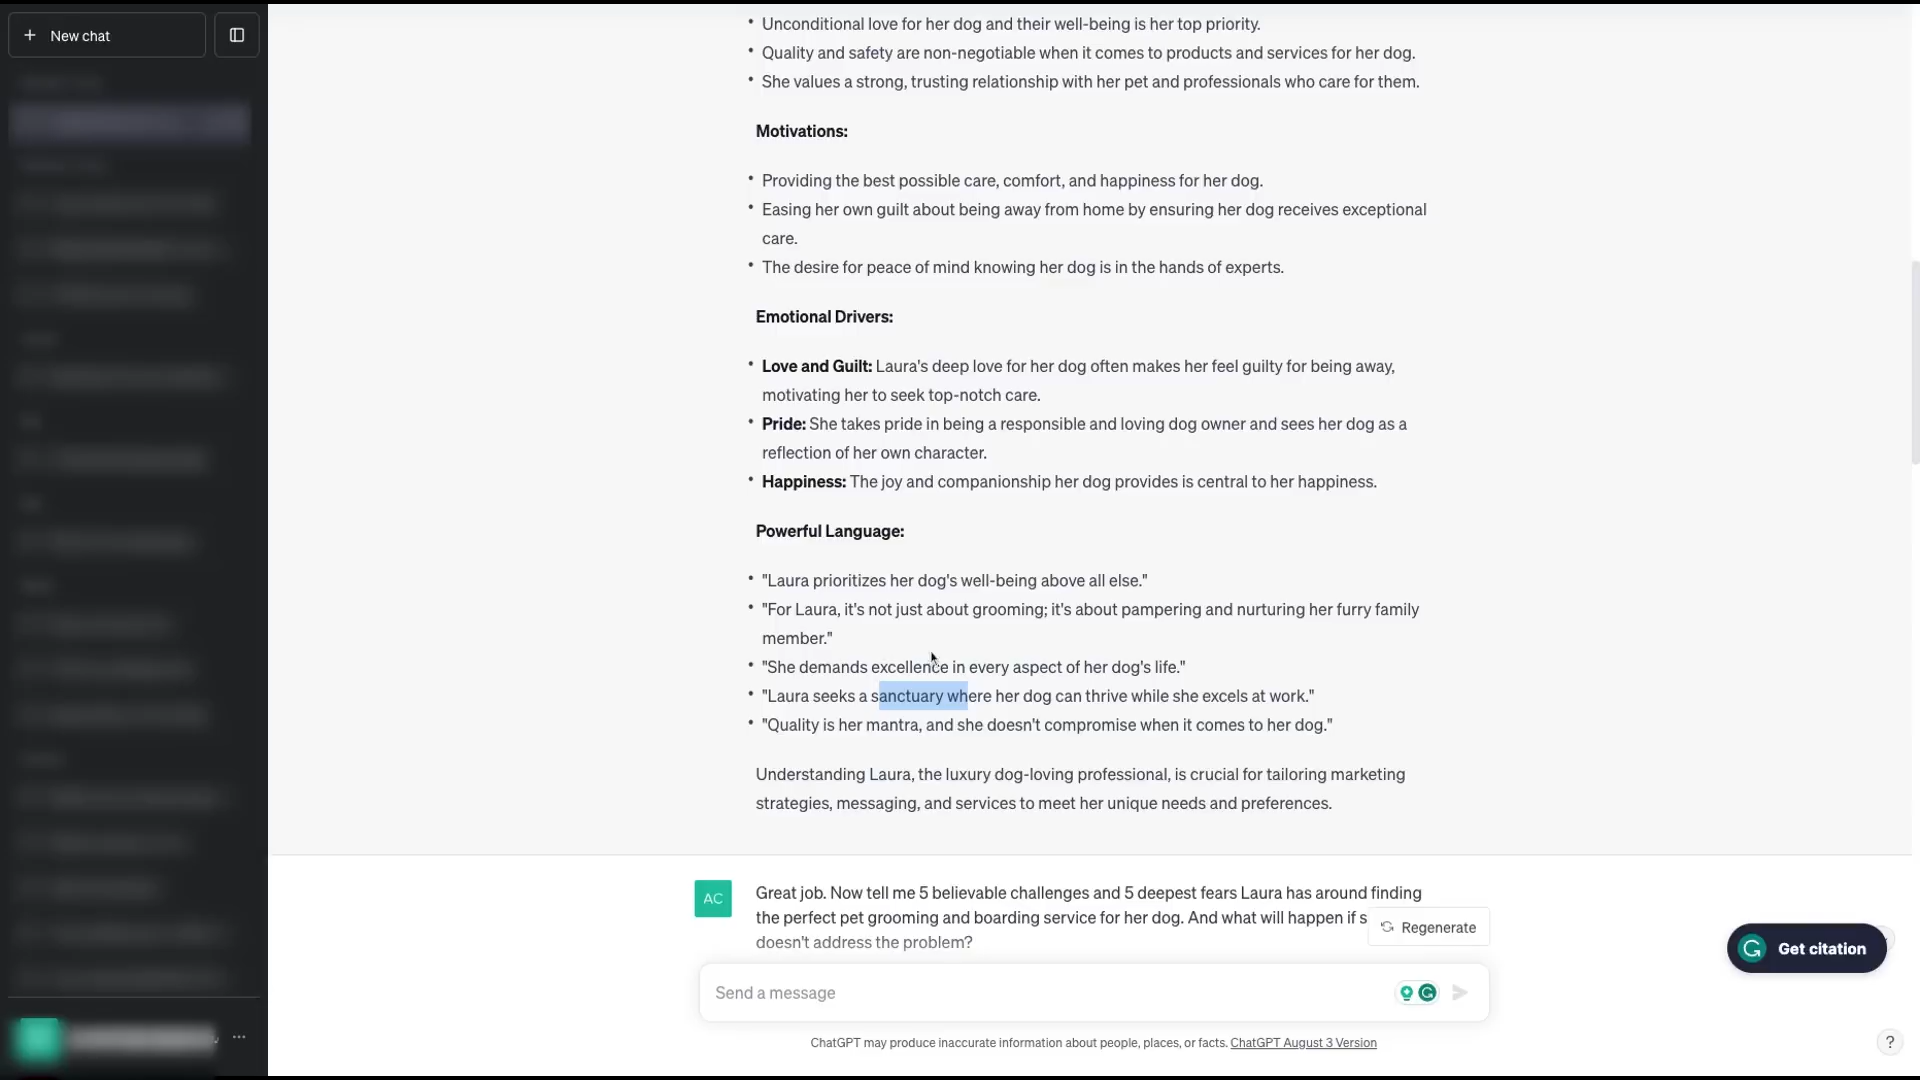 New chat
Unconditional love for her dog and their well-being is her top priority.
Quality and safety are non-negotiable when it comes to products and services for her dog.
She values a strong, trusting relationship with her pet and professionals who care for them.
Motivations:
Providing the best possible care, comfort, and happiness for her dog.
Easing her own guilt about being away from home by ensuring her dog receives exceptional
care.
The desire for peace of mind knowing her dog is in the hands of experts.
Emotional Drivers:
Love and Guilt: Laura's deep love for her dog often makes her feel guilty for being away,
motivating her to seek top-notch care.
Pride: She takes pride in being a responsible and loving dog owner and sees her dog as a
reflection of her own character.
Happiness: The joy and companionship her dog provides is central to her happiness.
Powerful Language:
"Laura prioritizes her dog's well-being above all else."
"For Laura, it's not just about grooming; it's about pampering and nurturing her furry family
member."
"She demands excellence in every aspect of her dog's life."
"Laura seeks a sanctuary where her dog can thrive while she excels at work."
"Quality is her mantra, and she doesn't compromise when it comes to her dog."
Understanding Laura, the luxury dog-loving professional, is crucial for tailoring marketing
strategies, messaging, and services to meet her unique needs and preferences.
AC
Great job. Now tell me 5 believable challenges and 5 deepest fears Laura has around finding
the perfect pet grooming and boarding service for her dog. And what will happen if s
doesn't address the problem?
Regenerate
Get citation
Send a message
ChatGPT may produce inaccurate information about people, places, or facts. ChatGPT August 3 Version
?